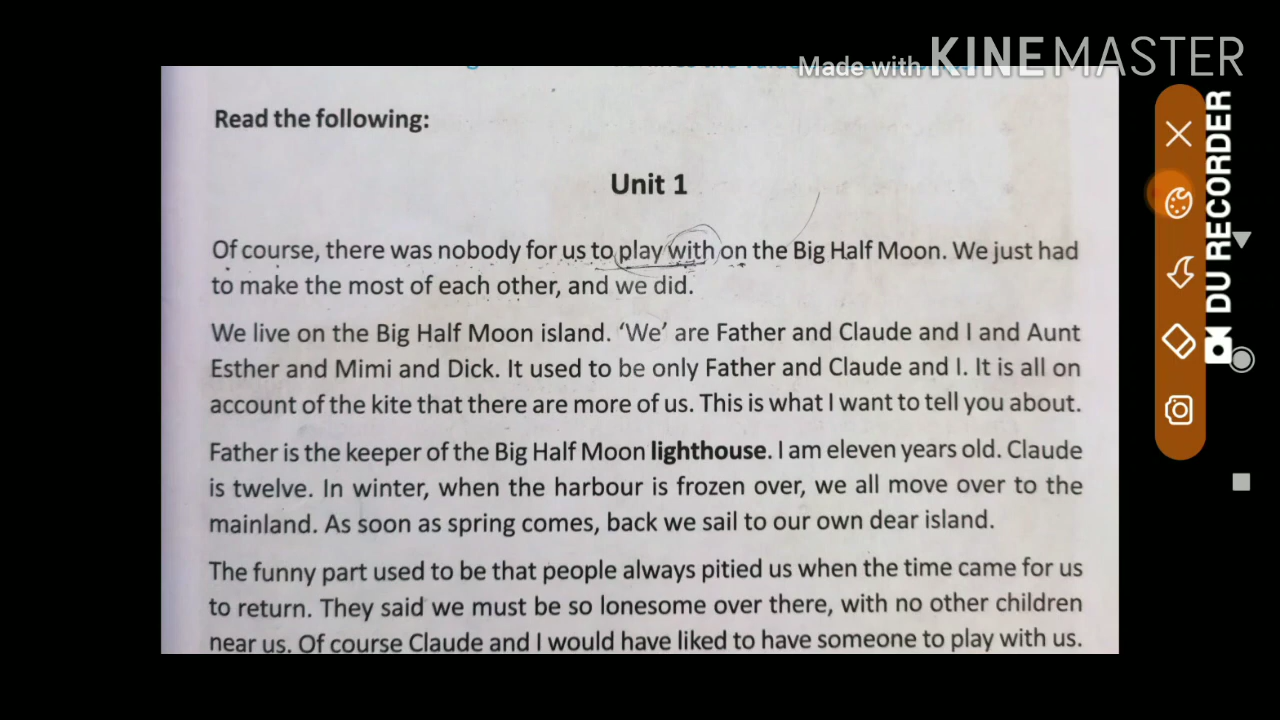 Made with KINEMASTER
Read the following:
Unit 1
Of course, there was nobody for us to play with on the Big Half Moon. We just had
to make the most of each other, and we did.
We live on the Big Half Moon island. ‘We’ are Father and Claude and I and Aunt
Esther and Mimi and Dick. It used to be only Father and Claude and I. It is all on
account of the kite that there are more of us. This is what I want to tell you about.
Father is the keeper of the Big Half Moon lighthouse. I am eleven years old. Claude
is twelve. In winter, when the harbour is frozen over, we all move over to the
mainland. As soon as spring comes, back we sail to our own dear island.
The funny part used to be that people always pitied us when the time came for us
to return. They said we must be so lonesome over there, with no other children
near us. Of course Claude and I would have liked to have someone to play with us.
DU RECORDER